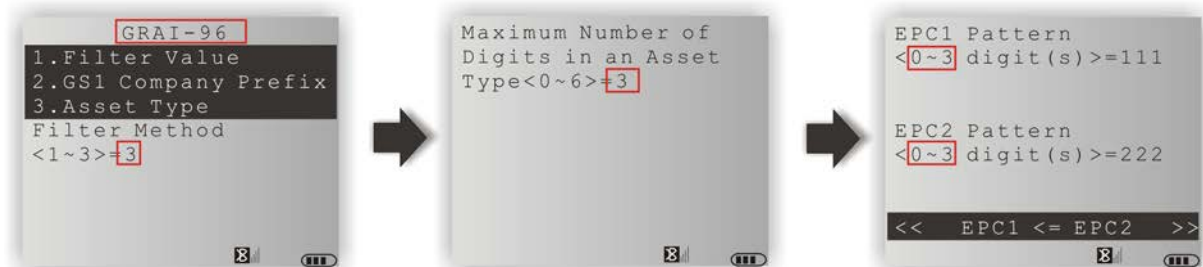 GRAI-96
1.Filter Value
2.GS1 Company Prefix
3.Asset Type
Filter Method
<1~3>=3
Maximum Number of
Digits in an Asset
Type<0~6>=3
EPC1 Pattern
<0~3 digit(s)>=111
EPC2 Pattern
<0~3 digit(s)>=222
<< EPC1 <= EPC2 >>